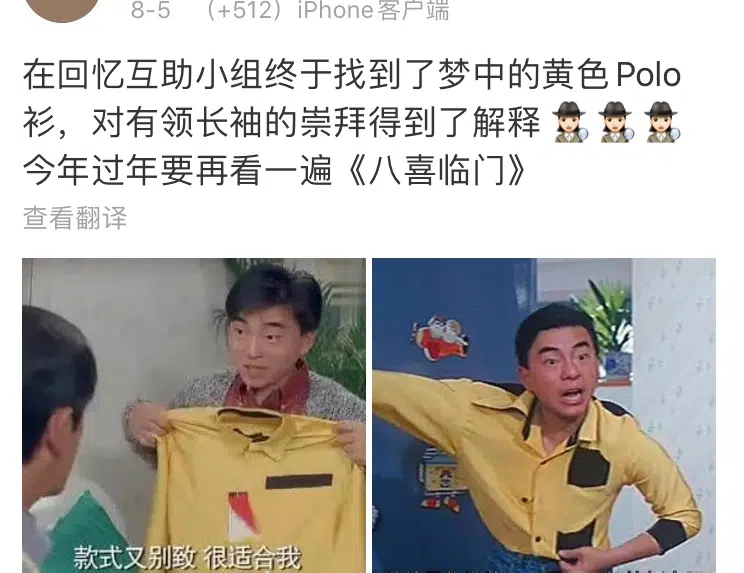 8-5 （+512）iPhone客户端
在回忆互助小组终于找到了梦中的黄色Polo
衫，对有领长袖的崇拜得到了解释🕵🏻‍♀️🕵🏻‍♀️🕵🏻‍♀️
今年过年要再看一遍《八喜临门》
查看翻译
款式又别致 很适合我